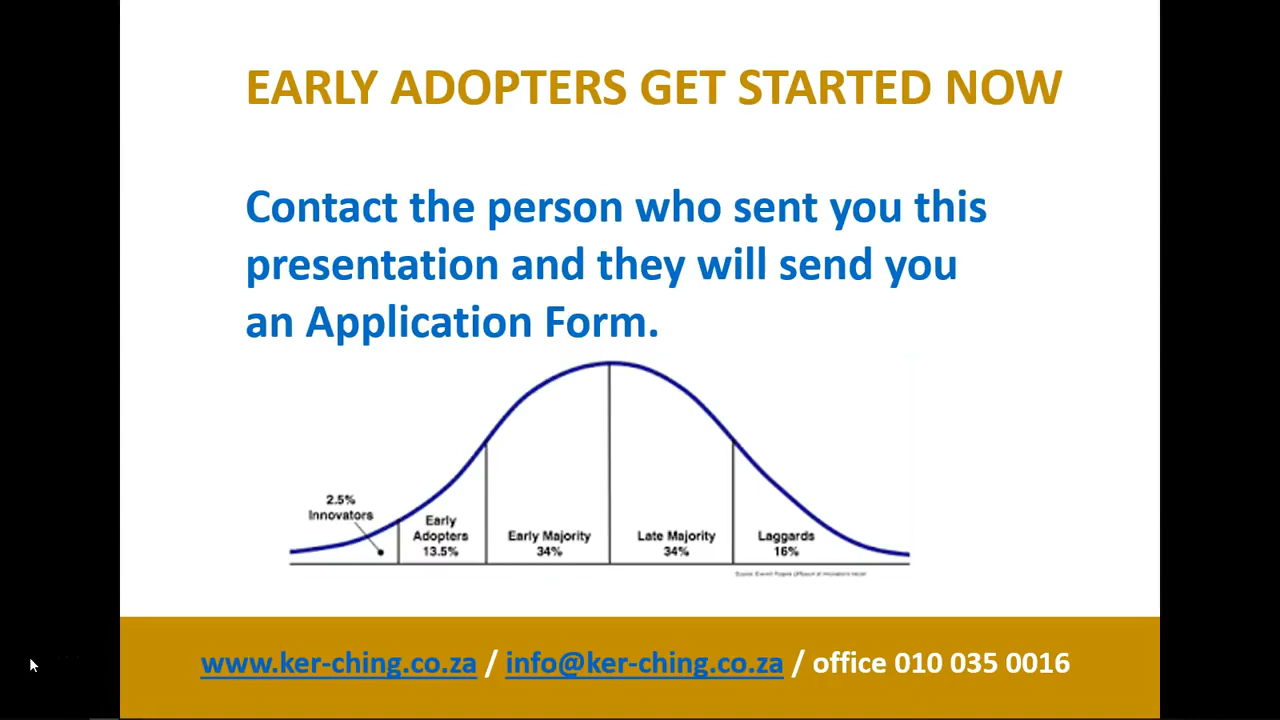 EARLY ADOPTERS GET STARTED NOW
Contact the person who sent you this
presentation and they will send you
an Application Form.
2.5%
Innovators
Early
Adopters
13.5%
Early Majority
34%
Late Majority
34%
Laggards
16%
www.ker-ching.co.za / info@ker-ching.co.za / office 010 035 0016